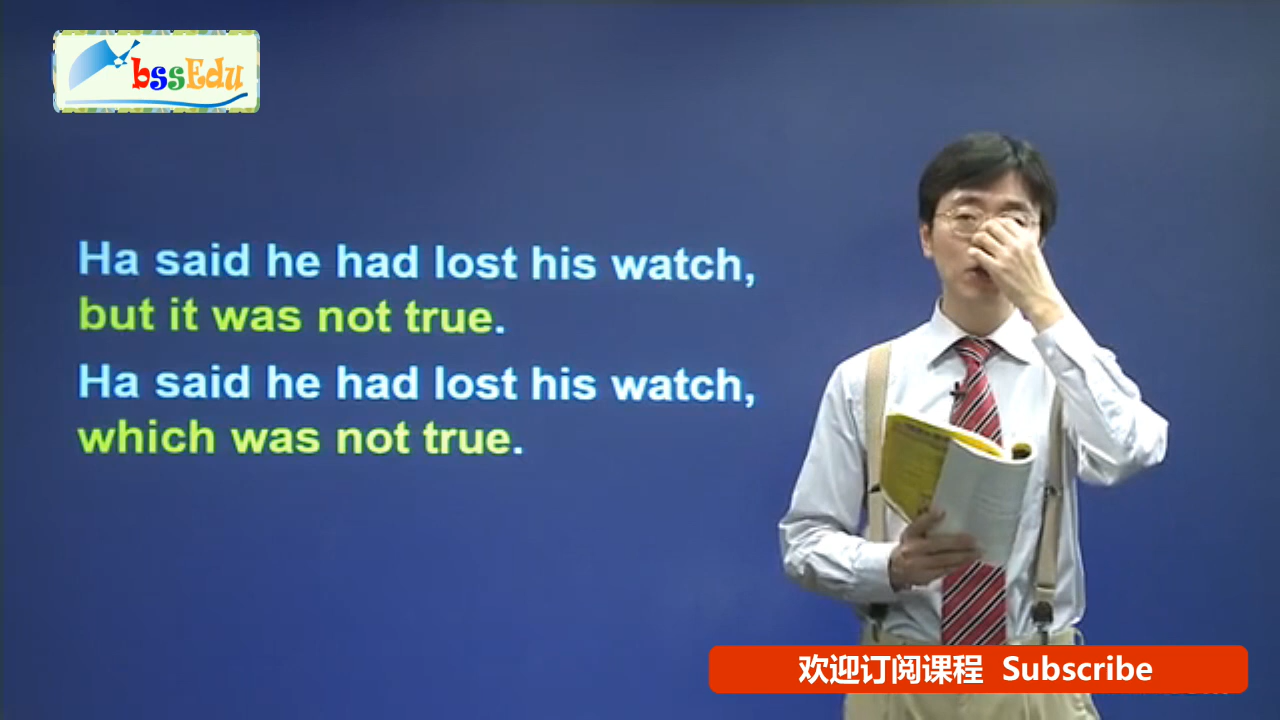 bssEdu
Ha said he had lost his watch,
but it was not true.
Ha said he had lost his watch,
which was not true.
欢迎订阅课程 Subscribe